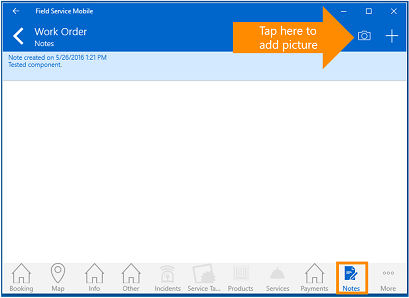 Field Service Mobile
Work Order
Notes
Tap here to
add picture
Note created on 5/26/2016 1:21 PM
Tested component.
Booking
Map
Info
Other
Incidents
Service Ta...
Products
Services
Payments
Notes
More